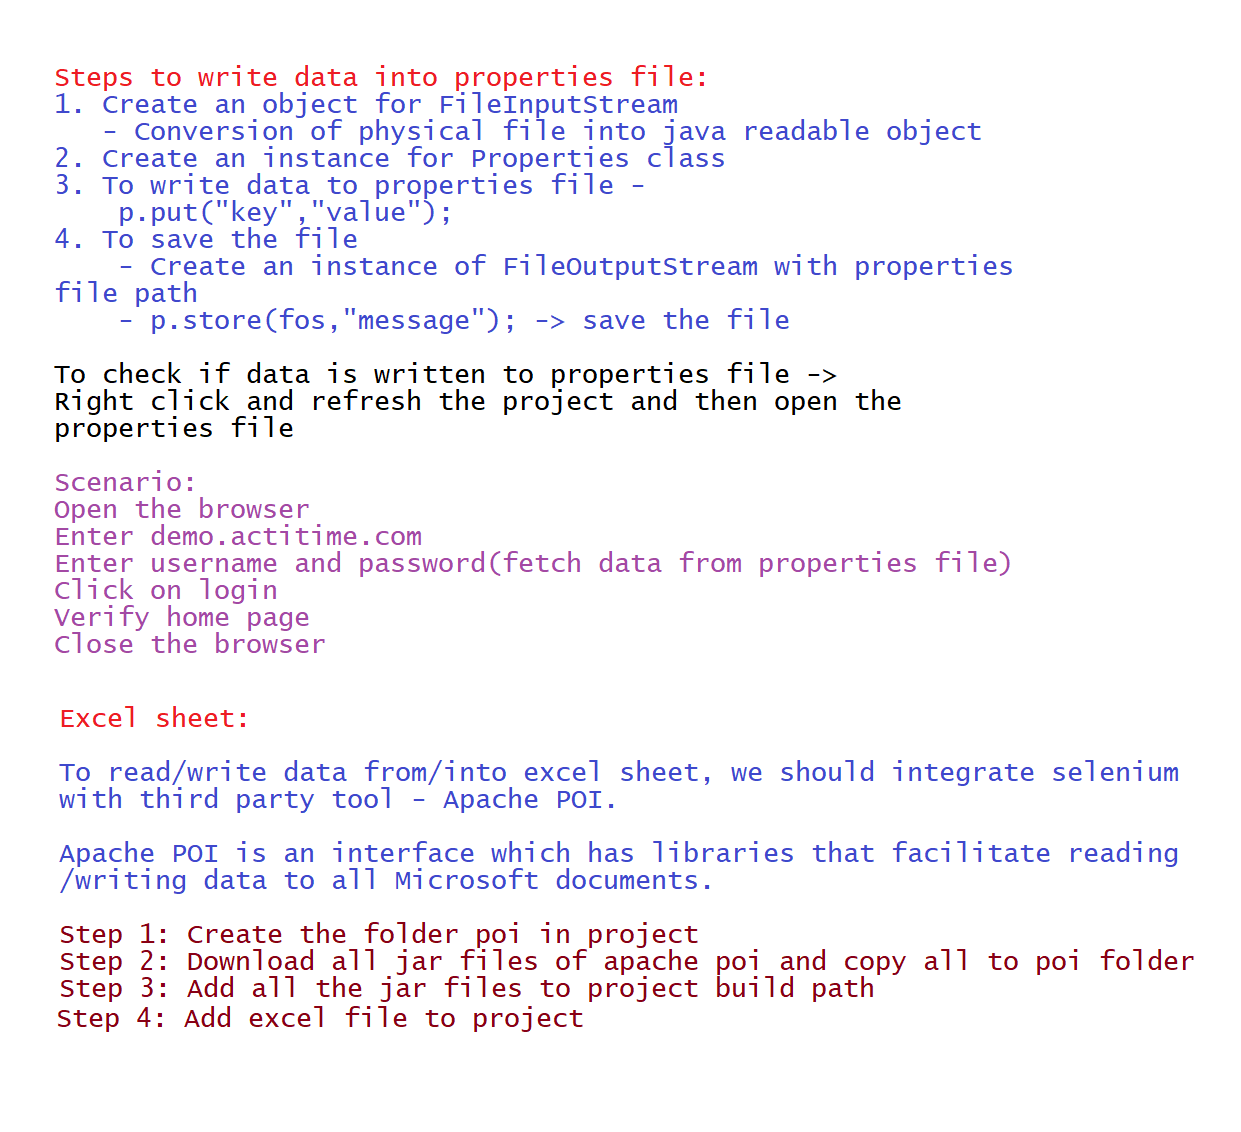 Steps to write data into properties file:
1. Create an object for FileInputStream
- Conversion of physical file into java readable object
2. Create an instance for Properties class
3. To write data to properties file -
p.put("key","value");
4. To save the file
- Create an instance of FileOutputStream with properties
file path
- p.store(fos,"message"); -> save the file
To check if data is written to properties file ->
Right click and refresh the project and then open the
properties file
Scenario:
Open the browser
Enter demo.actitime.com
Enter username and password(fetch data from properties file)
Click on login
Verify home page
Close the browser
Excel sheet:
To read/write data from/into excel sheet, we should integrate selenium
with third party tool - Apache POI.
Apache POI is an interface which has libraries that facilitate reading
/writing data to all Microsoft documents.
Step 1: Create the folder poi in project
Step 2: Download all jar files of apache poi and copy all to poi folder
Step 3: Add all the jar files to project build path
Step 4: Add excel file to project